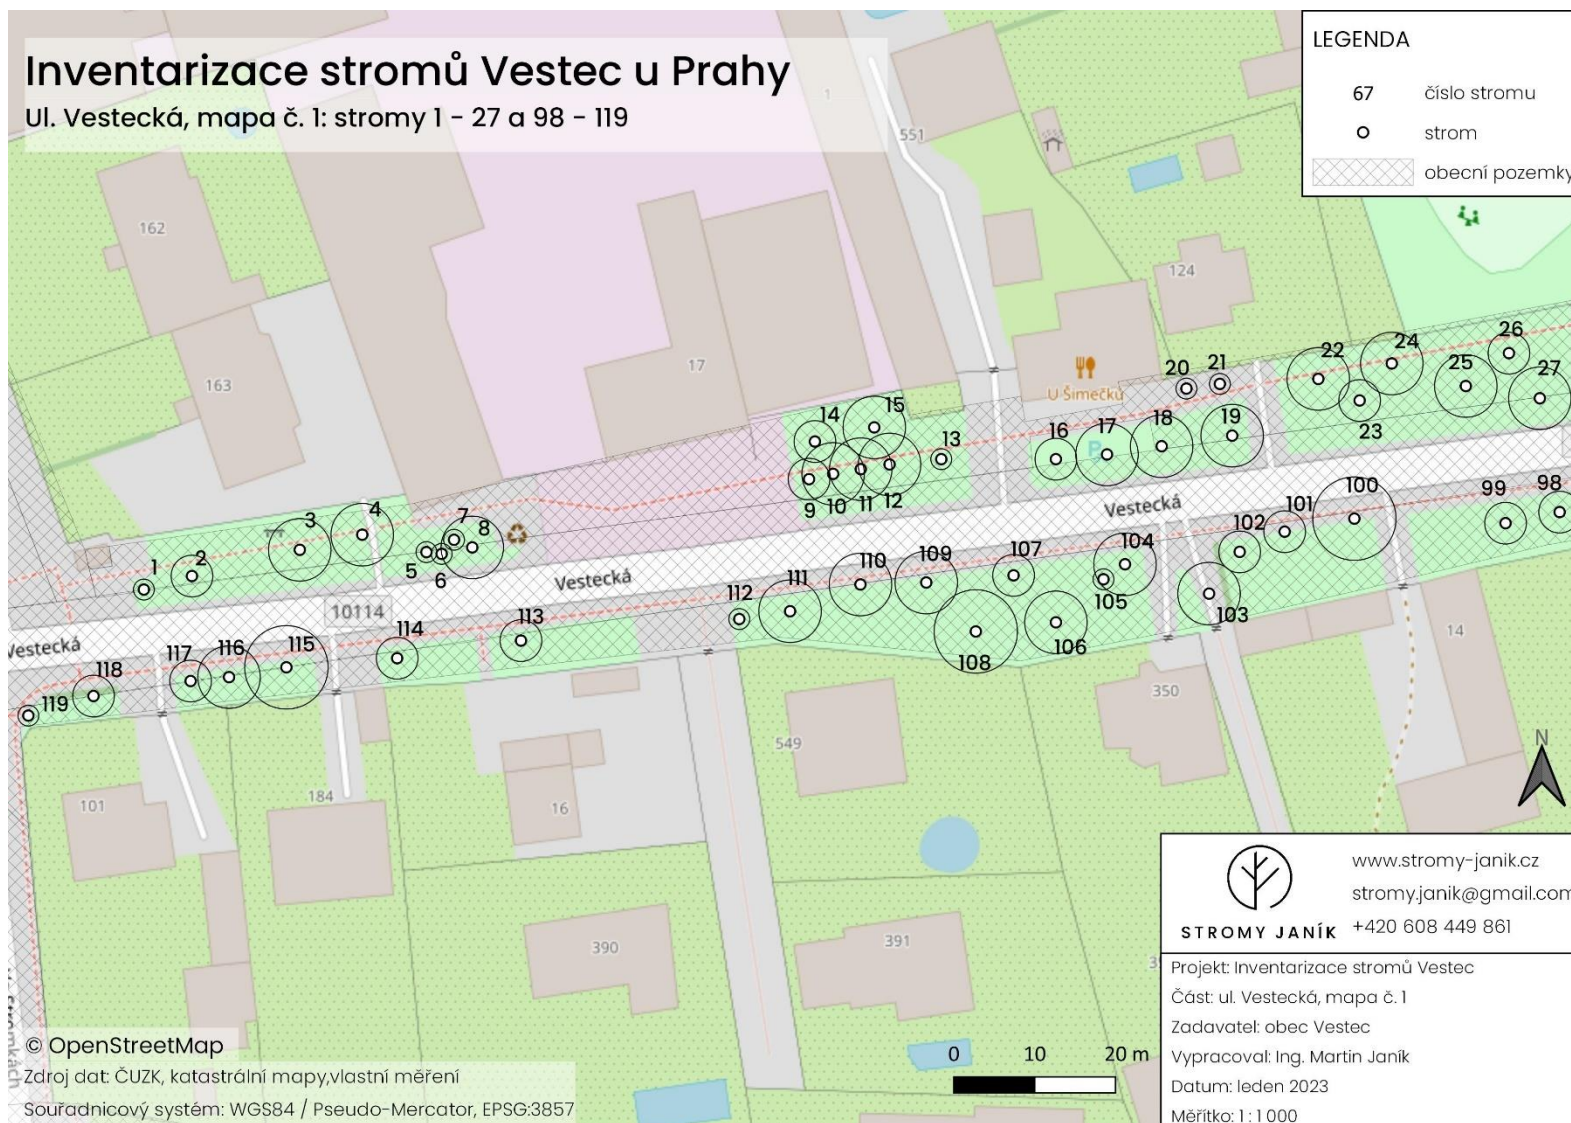 Inventarizace stromů Vestec u Prahy
Ul. Vestecká, mapa č. 1: stromy 1 - 27 a 98 - 119
LEGENDA
67 číslo stromu
strom
obecní pozemky
1
551
162
124
163
17
U Šimečků
P
20
21
22
24
26
25
27
23
14
15
13
16
17
18
19
9
10
11
12
1
2
3
4
5
6
7
8
Vestecká
Vestecká
Vestecká
10114
98
99
100
101
102
103
104
105
106
107
108
109
110
111
112
113
114
115
116
117
118
119
14
350
549
101
184
16
390
391
N
0 10 20 m
STROMY JANÍK
www.stromy-janik.cz
stromy.janik@gmail.com
+420 608 449 861
Projekt: Inventarizace stromů Vestec
Část: ul. Vestecká, mapa č. 1
Zadavatel: obec Vestec
Vypracoval: Ing. Martin Janík
Datum: leden 2023
Měřítko: 1 : 1 000
© OpenStreetMap
Zdroj dat: ČUZK, katastrální mapy,vlastní měření
Souřadnicový systém: WGS84 / Pseudo-Mercator, EPSG:3857